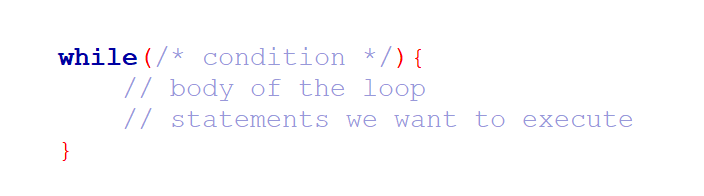 while(/* condition */){
    // body of the loop
    // statements we want to execute
}